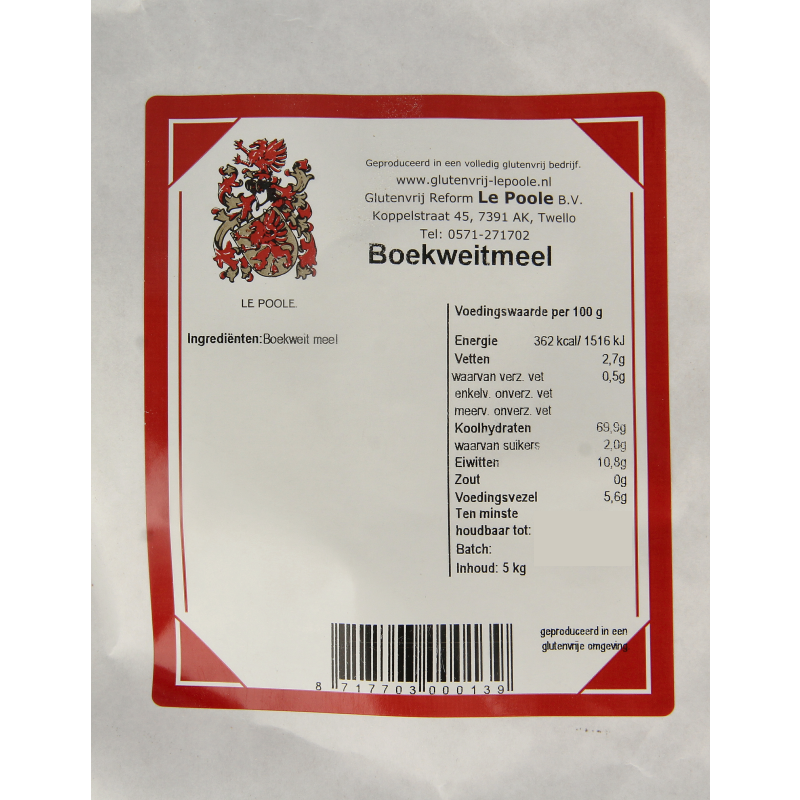 Geproduceerd in een volledig glutenvrij bedrijf.
www.glutenvrij-lepoole.nl
Glutenvrij Reform Le Poole B.V.
Koppelstraat 45, 7391 AK, Twello
Tel: 0571-271702
Boekweitmeel
LE POOLE.
Ingrediënten:Boekweit meel
Voedingswaarde per 100 g
Energie 362 kcal/ 1516 kJ
Vetten 2,7g
waarvan verz. vet 0,5g
enkelv. onverz. vet
meerv. onverz. vet
Koolhydraten 69,9g
waarvan suikers 2,0g
Eiwitten 10,8g
Zout 0g
Voedingsvezel 5,6g
Ten minste
houdbaar tot:
Batch:
Inhoud: 5 kg
geproduceerd in een
glutenvrije omgeving
8 717703 000139